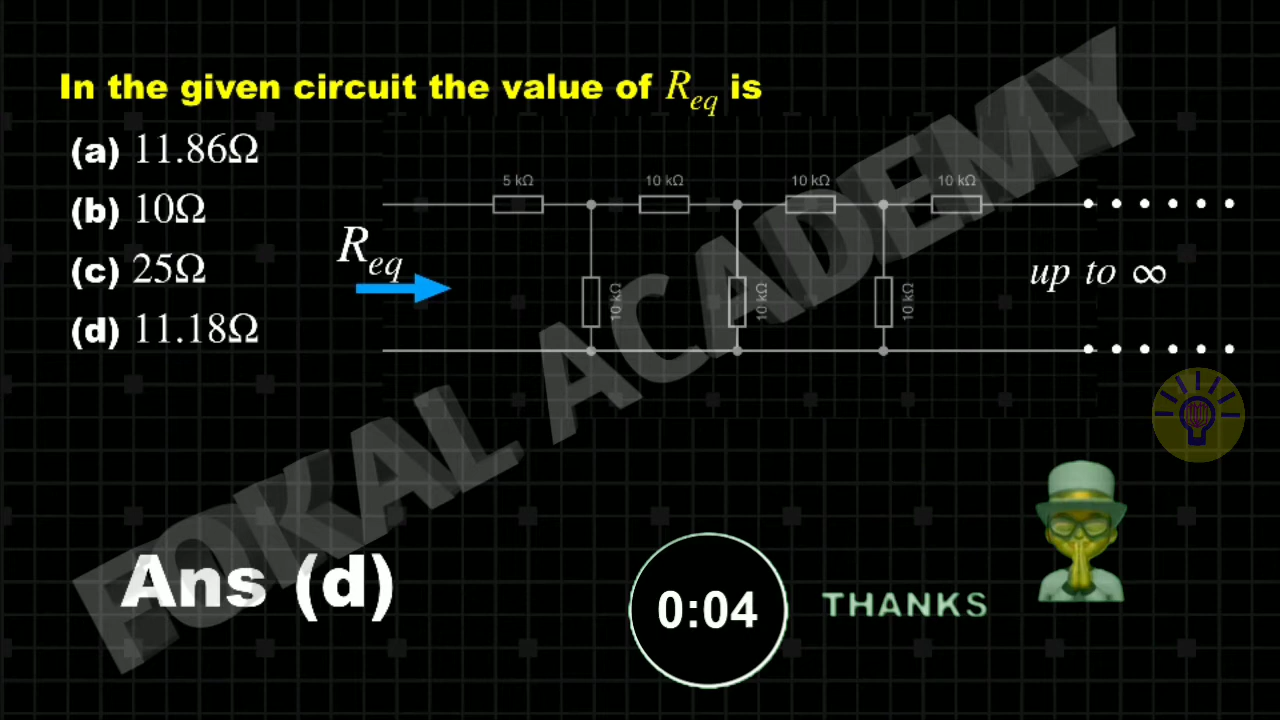 In the given circuit the value of R_eq is
(a) 11.86Ω
(b) 10Ω
(c) 25Ω
(d) 11.18Ω
5 kΩ 10 kΩ 10 kΩ 10 kΩ
R_eq
10 kΩ 10 kΩ 10 kΩ
up to ∞
FOKAL ACADEMY
Ans (d)
0:04
THANKS